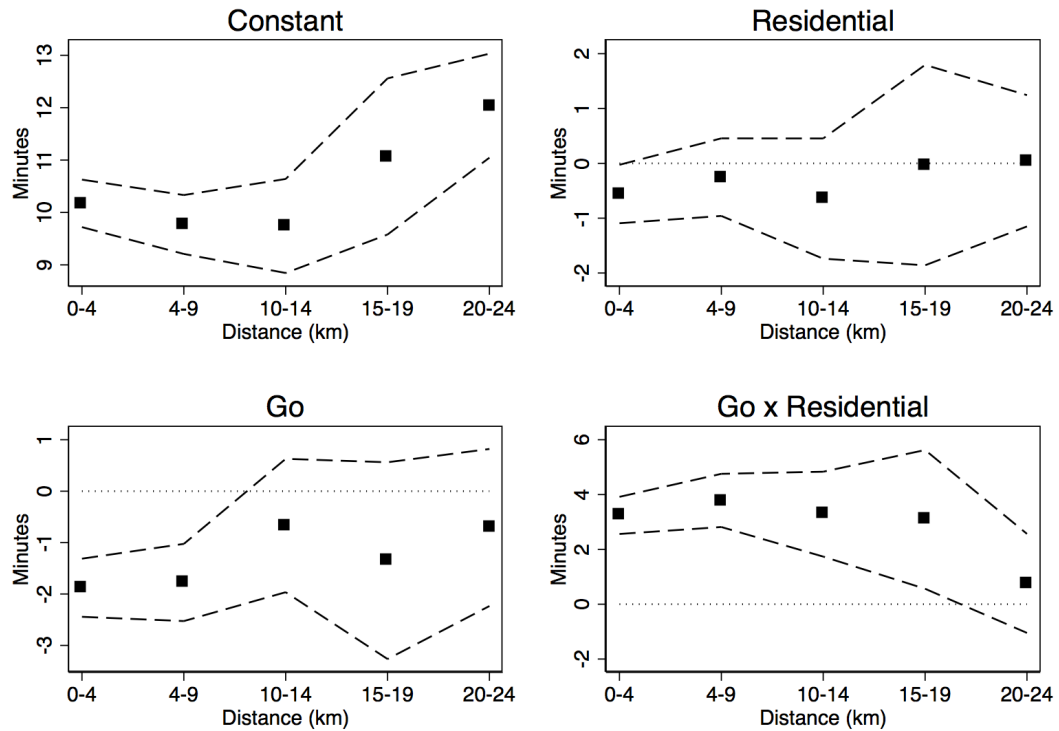 Constant
Minutes
13
12
11
10
9
0-4 4-9 10-14 15-19 20-24
Distance (km)
Residential
Minutes
2
1
0
-1
-2
0-4 4-9 10-14 15-19 20-24
Distance (km)
Go
Minutes
1
0
-1
-2
-3
0-4 4-9 10-14 15-19 20-24
Distance (km)
Go x Residential
Minutes
6
4
2
0
-2
0-4 4-9 10-14 15-19 20-24
Distance (km)